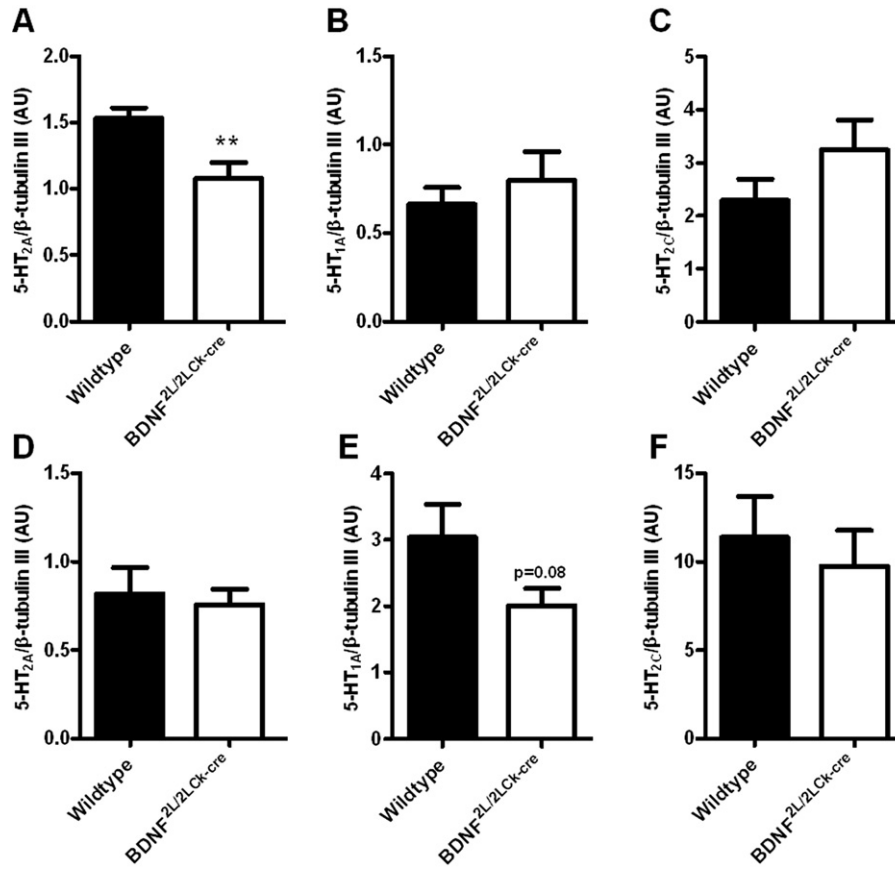 A
5-HT2A/β-tubulin III (AU)
2.0
1.5
1.0
0.5
0.0
**
Wildtype
BDNF2L/2LCk-cre
B
5-HT1A/β-tubulin III (AU)
1.5
1.0
0.5
0.0
Wildtype
BDNF2L/2LCk-cre
C
5-HT2C/β-tubulin III (AU)
5
4
3
2
1
0
Wildtype
BDNF2L/2LCk-cre
D
5-HT2A/β-tubulin III (AU)
1.5
1.0
0.5
0.0
Wildtype
BDNF2L/2LCk-cre
E
5-HT1A/β-tubulin III (AU)
4
3
2
1
0
p=0.08
Wildtype
BDNF2L/2LCk-cre
F
5-HT2C/β-tubulin III (AU)
15
10
5
0
Wildtype
BDNF2L/2LCk-cre